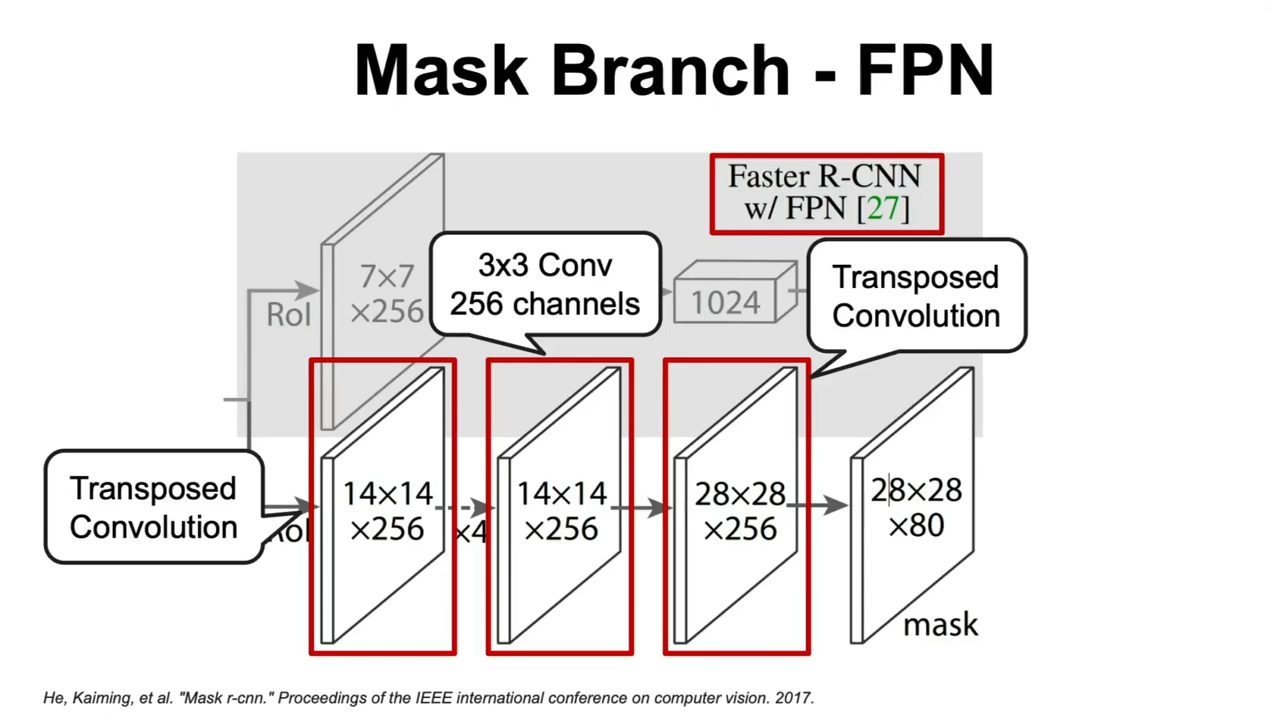 Mask Branch - FPN
Faster R-CNN
w/ FPN [27]
3x3 Conv
256 channels
Transposed
Convolution
RoI
7×7
×256
1024
Transposed
Convolution
RoI
14×14
×256
×4
14×14
×256
28×28
×256
28×28
×80
mask
He, Kaiming, et al. "Mask r-cnn." Proceedings of the IEEE international conference on computer vision. 2017.